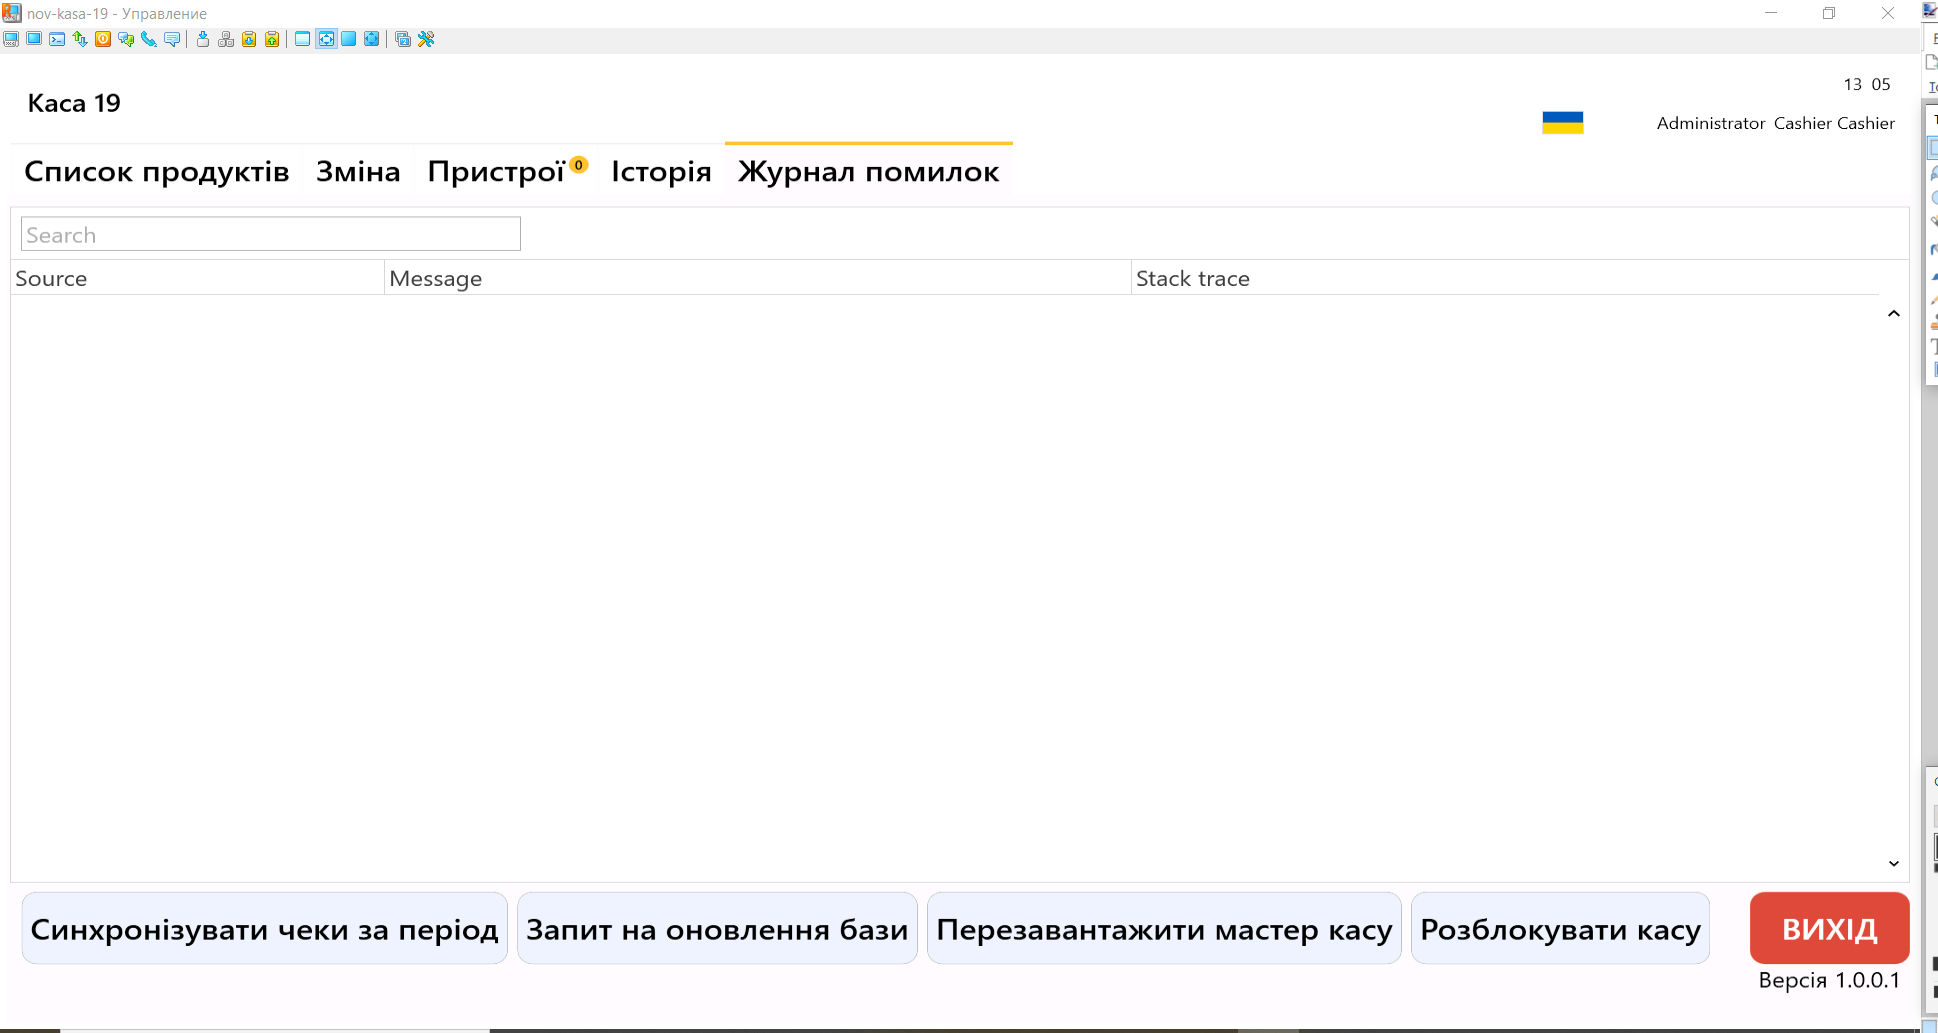 nov-kasa-19 - Управление
13 05
Каса 19
Administrator Cashier Cashier
Список продуктів Зміна Пристрої 0 Історія Журнал помилок
Search
Source Message Stack trace
Синхронізувати чеки за період Запит на оновлення бази Перезавантажити мастер касу Розблокувати касу ВИХІД
Версія 1.0.0.1